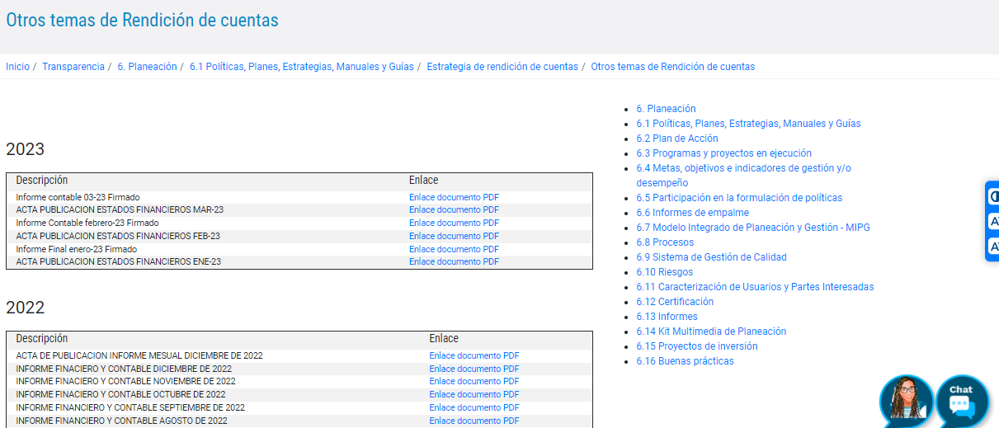 Otros temas de Rendición de cuentas
Inicio / Transparencia / 6. Planeación / 6.1 Políticas, Planes, Estrategias, Manuales y Guías / Estrategia de rendición de cuentas / Otros temas de Rendición de cuentas
2023
Descripción Enlace
Informe contable 03-23 Firmado Enlace documento PDF
ACTA PUBLICACION ESTADOS FINANCIEROS MAR-23 Enlace documento PDF
Informe Contable febrero-23 Firmado Enlace documento PDF
ACTA PUBLICACION ESTADOS FINANCIEROS FEB-23 Enlace documento PDF
Informe Final enero-23 Firmado Enlace documento PDF
ACTA PUBLICACION ESTADOS FINANCIEROS ENE-23 Enlace documento PDF
2022
Descripción Enlace
ACTA DE PUBLICACION INFORME MESUAL DICIEMBRE DE 2022 Enlace documento PDF
INFORME FINACIERO Y CONTABLE DICIEMBRE DE 2022 Enlace documento PDF
INFORME FINACIERO Y CONTABLE NOVIEMBRE DE 2022 Enlace documento PDF
INFORME FINACIERO Y CONTABLE OCTUBRE DE 2022 Enlace documento PDF
INFORME FINANCIERO Y CONTABLE SEPTIEMBRE DE 2022 Enlace documento PDF
INFORME FINANCIERO Y CONTABLE AGOSTO DE 2022 Enlace documento PDF
6. Planeación
6.1 Políticas, Planes, Estrategias, Manuales y Guías
6.2 Plan de Acción
6.3 Programas y proyectos en ejecución
6.4 Metas, objetivos e indicadores de gestión y/o
desempeño
6.5 Participación en la formulación de políticas
6.6 Informes de empalme
6.7 Modelo Integrado de Planeación y Gestión - MIPG
6.8 Procesos
6.9 Sistema de Gestión de Calidad
6.10 Riesgos
6.11 Caracterización de Usuarios y Partes Interesadas
6.12 Certificación
6.13 Informes
6.14 Kit Multimedia de Planeación
6.15 Proyectos de inversión
6.16 Buenas prácticas
A
A
Chat